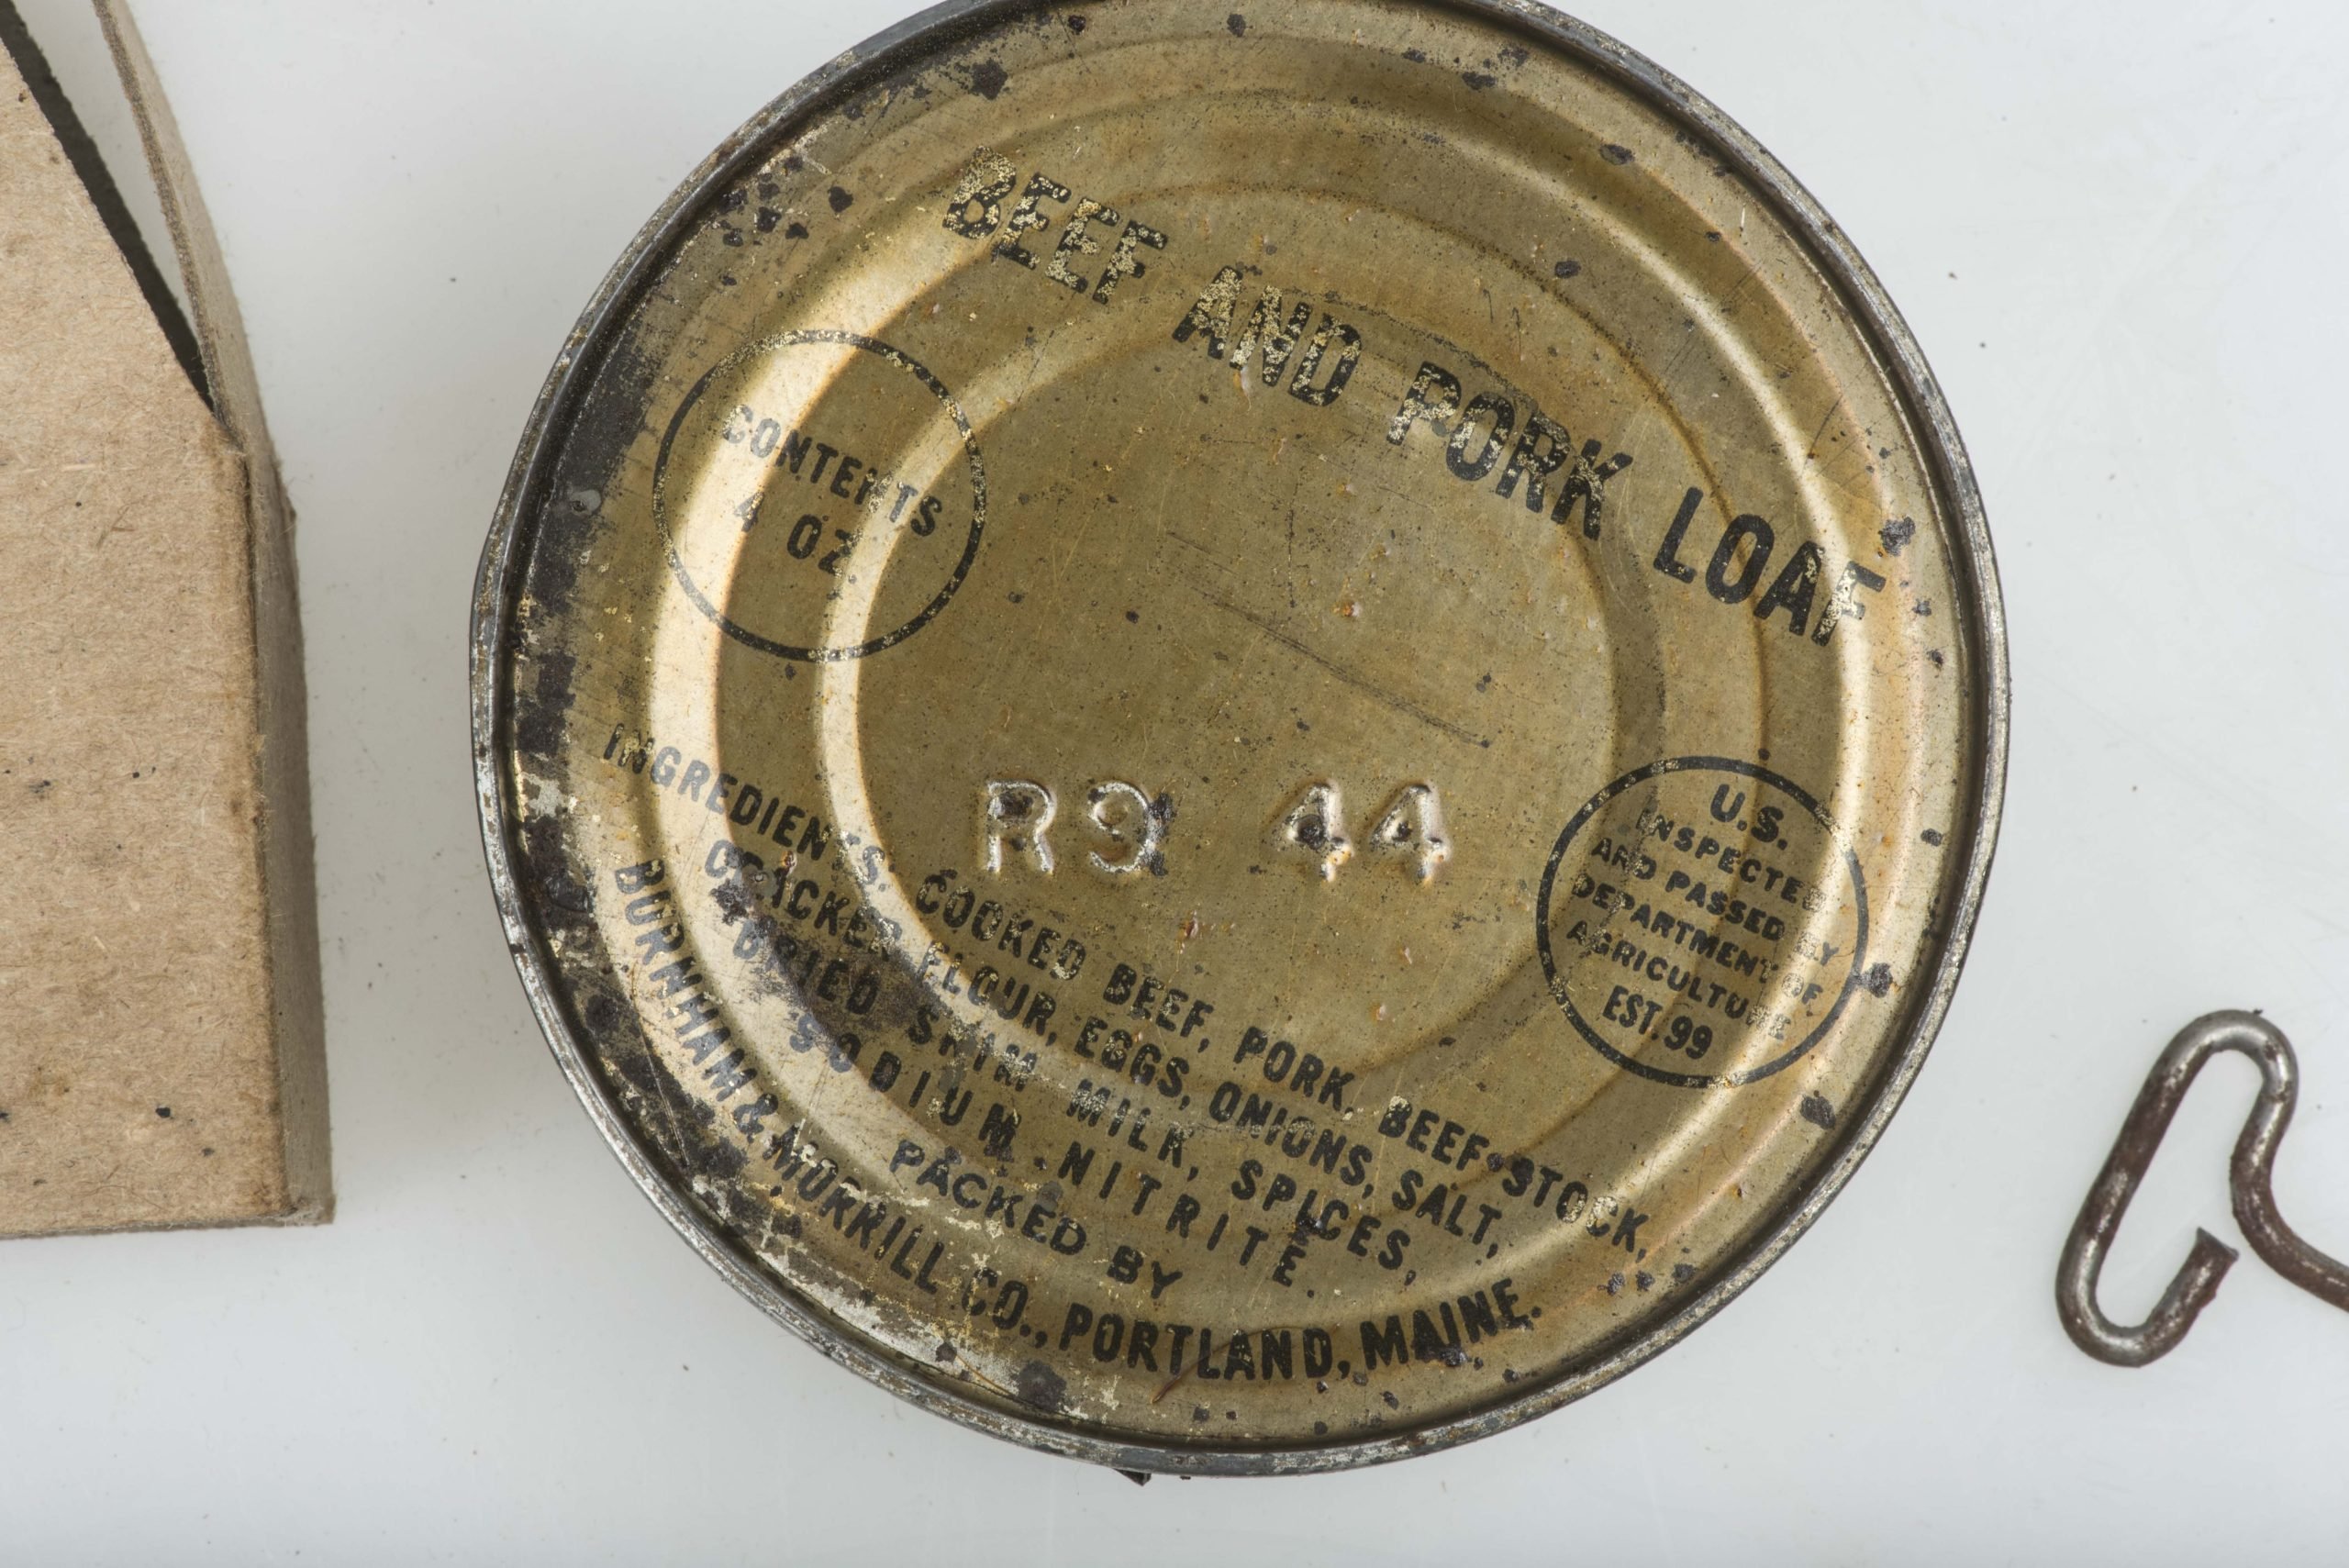 BEEF AND PORK LOAF
CONTENTS
4 OZ.
R9 44
U.S.
INSPECTED
AND PASSED BY
DEPARTMENT OF
AGRICULTURE
EST. 99
INGREDIENTS: COOKED BEEF, PORK, BEEF STOCK,
CRACKER FLOUR, EGGS, ONIONS, SALT,
DRIED SKIM MILK, SPICES,
SODIUM NITRITE.
PACKED BY
BURNHAM & MORRILL CO., PORTLAND, MAINE.